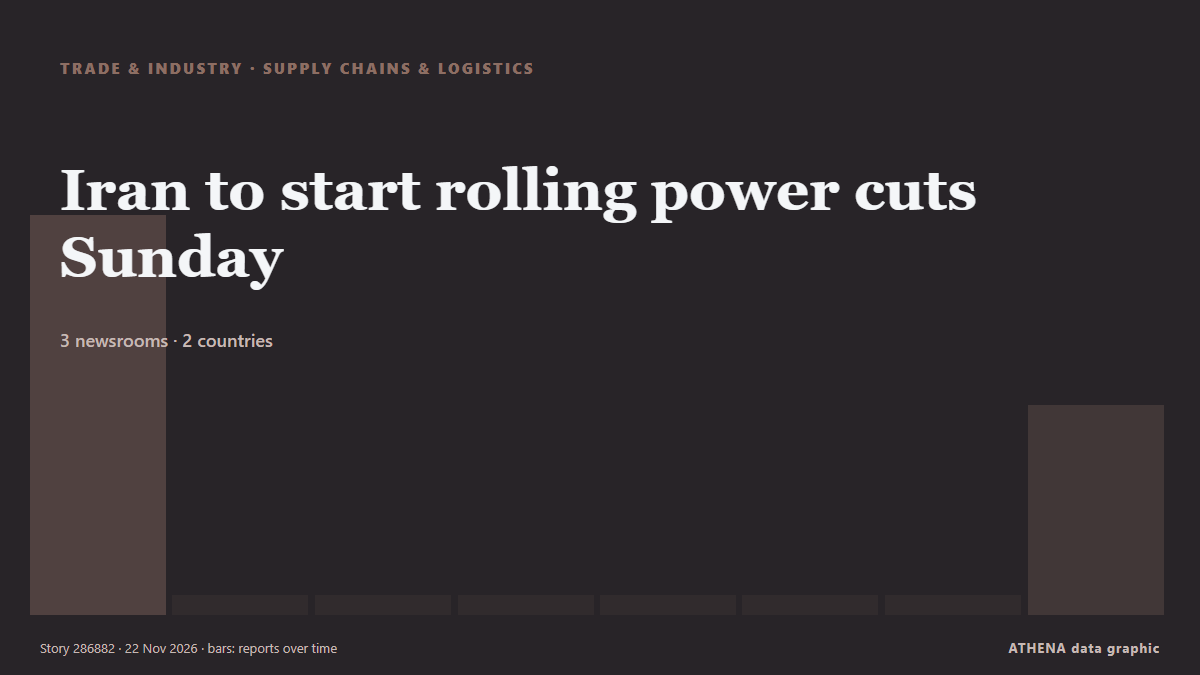 TRADE & INDUSTRY · SUPPLY CHAINS & LOGISTICS
Iran to start rolling power cuts
Sunday
3 newsrooms · 2 countries
Story 286882 · 22 Nov 2026 · bars: reports over time
ATHENA data graphic